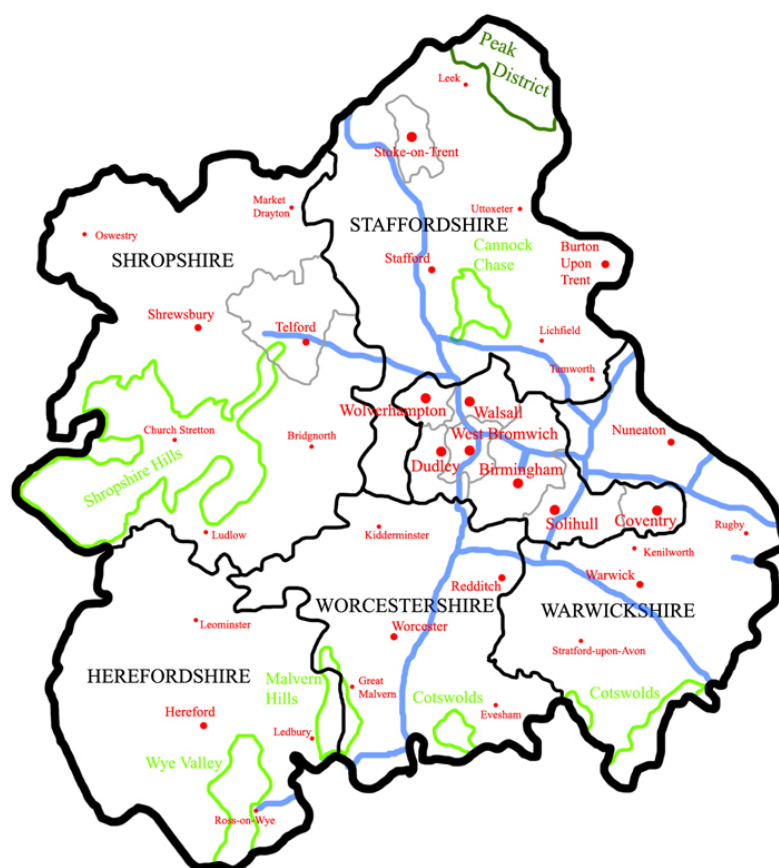 Peak
District
Leek
Stoke-on-Trent
Market
Drayton
Uttoxeter
STAFFORDSHIRE
Oswestry
SHROPSHIRE
Cannock
Chase
Stafford
Burton
Upon
Trent
Shrewsbury
Telford
Lichfield
Tamworth
Wolverhampton
Walsall
Church Stretton
Bridgnorth
West Bromwich
Nuneaton
Dudley
Birmingham
Shropshire Hills
Solihull
Coventry
Ludlow
Kidderminster
Rugby
Kenilworth
Redditch
Warwick
WORCESTERSHIRE
WARWICKSHIRE
Leominster
Worcester
Stratford-upon-Avon
HEREFORDSHIRE
Malvern
Hills
Great
Malvern
Cotswolds
Cotswolds
Hereford
Ledbury
Evesham
Wye Valley
Ross-on-Wye